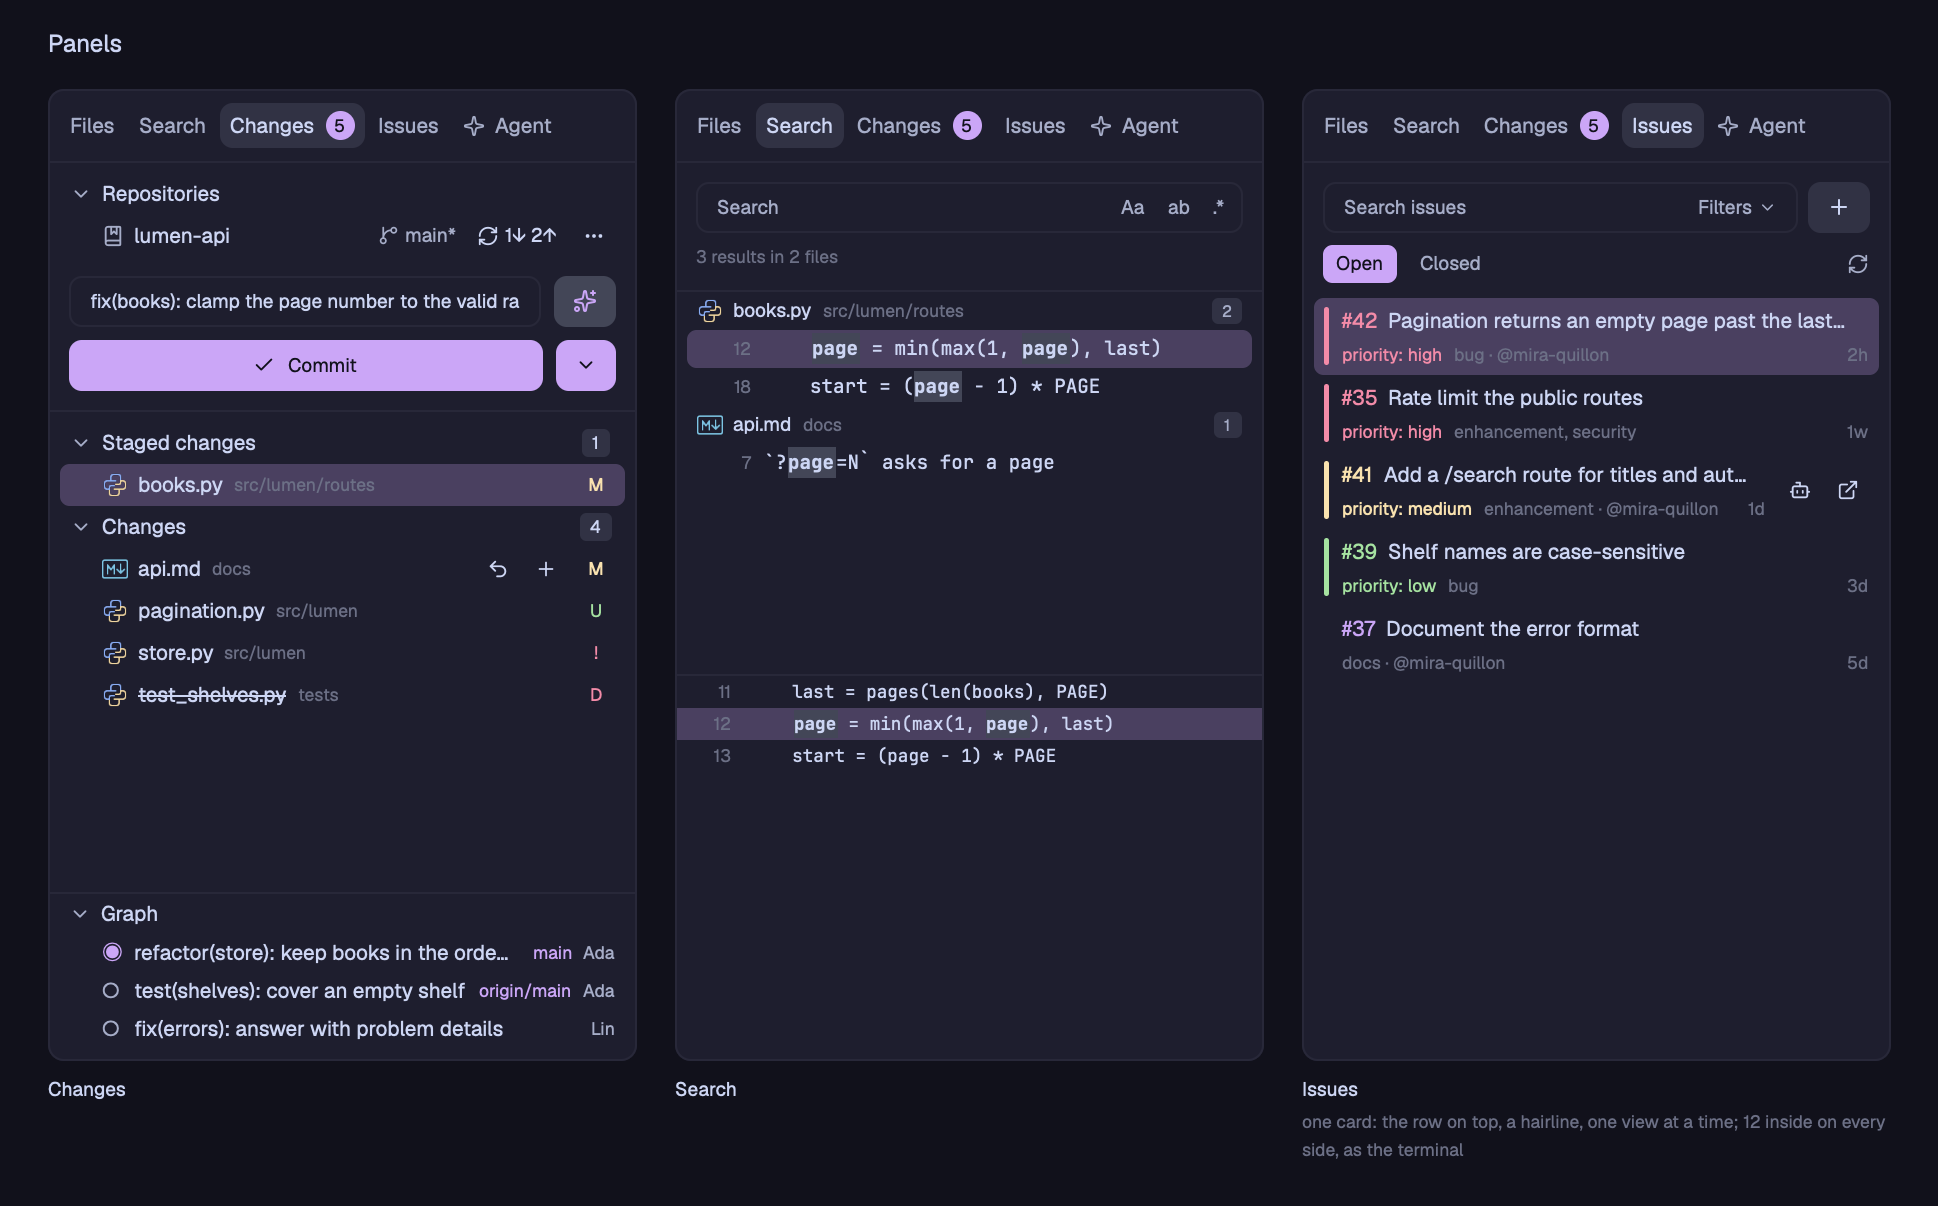 Panels
Files Search Changes 5 Issues Agent
Repositories
lumen-api main* 1↓ 2↑ ···
fix(books): clamp the page number to the valid ra
Commit
Staged changes 1
books.py src/lumen/routes M
Changes 4
api.md docs M
pagination.py src/lumen U
store.py src/lumen !
test_shelves.py tests D
Graph
refactor(store): keep books in the orde… main Ada
test(shelves): cover an empty shelf origin/main Ada
fix(errors): answer with problem details Lin
Changes
Files Search Changes 5 Issues Agent
Search Aa ab .*
3 results in 2 files
books.py src/lumen/routes 2
12 page = min(max(1, page), last)
18 start = (page - 1) * PAGE
api.md docs 1
7 `?page=N` asks for a page
11 last = pages(len(books), PAGE)
12 page = min(max(1, page), last)
13 start = (page - 1) * PAGE
Search
Files Search Changes 5 Issues Agent
Search issues Filters +
Open Closed
#42 Pagination returns an empty page past the last…
priority: high bug · @mira-quillon 2h
#35 Rate limit the public routes
priority: high enhancement, security 1w
#41 Add a /search route for titles and aut…
priority: medium enhancement · @mira-quillon 1d
#39 Shelf names are case-sensitive
priority: low bug 3d
#37 Document the error format
docs · @mira-quillon 5d
Issues
one card: the row on top, a hairline, one view at a time; 12 inside on every
side, as the terminal